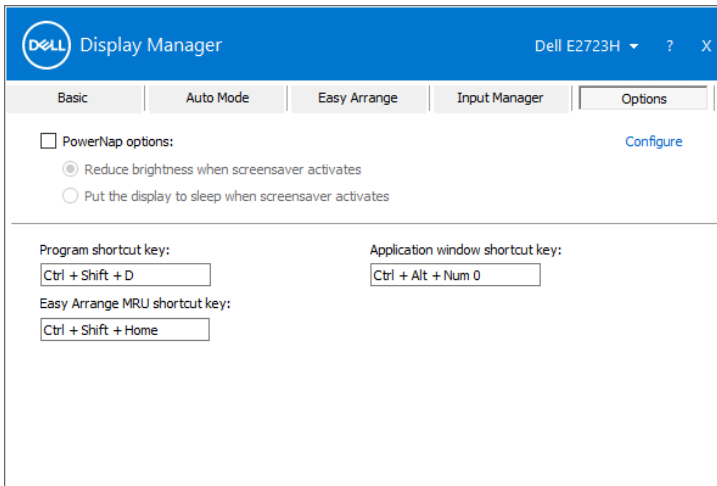 DELL Display Manager Dell E2723H ? X
Basic Auto Mode Easy Arrange Input Manager Options
PowerNap options: Configure
Reduce brightness when screensaver activates
Put the display to sleep when screensaver activates
Program shortcut key: Application window shortcut key:
Ctrl + Shift + D Ctrl + Alt + Num 0
Easy Arrange MRU shortcut key:
Ctrl + Shift + Home